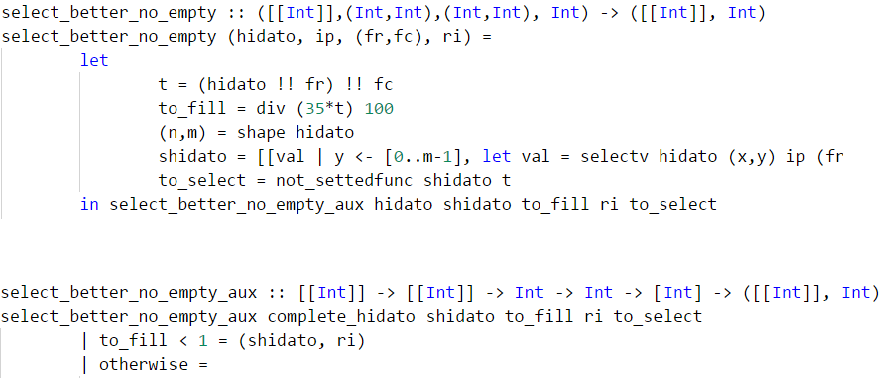 select_better_no_empty :: ([[Int]],(Int,Int),(Int,Int), Int) -> ([[Int]], Int)
select_better_no_empty (hidato, ip, (fr,fc), ri) =
let
t = (hidato !! fr) !! fc
to_fill = div (35*t) 100
(n,m) = shape hidato
shidato = [[val | y <- [0..m-1], let val = selectv hidato (x,y) ip (fr
to_select = not_settedfunc shidato t
in select_better_no_empty_aux hidato shidato to_fill ri to_select
select_better_no_empty_aux :: [[Int]] -> [[Int]] -> Int -> Int -> [Int] -> ([[Int]], Int)
select_better_no_empty_aux complete_hidato shidato to_fill ri to_select
| to_fill < 1 = (shidato, ri)
| otherwise =